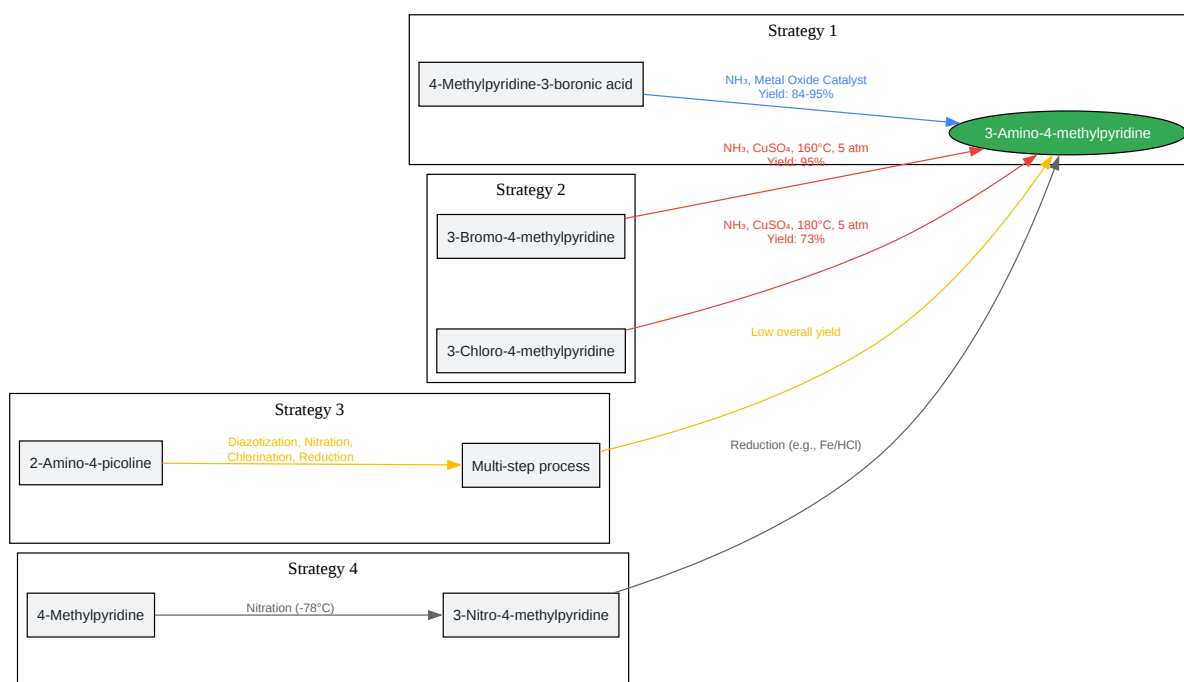 Strategy 1
4-Methylpyridine-3-boronic acid
NH₃, Metal Oxide Catalyst
Yield: 84-95%
3-Amino-4-methylpyridine
NH₃, CuSO₄, 160°C, 5 atm
Yield: 95%
Strategy 2
3-Bromo-4-methylpyridine
NH₃, CuSO₄, 180°C, 5 atm
Yield: 73%
3-Chloro-4-methylpyridine
Low overall yield
Strategy 3
2-Amino-4-picoline
Diazotization, Nitration,
Chlorination, Reduction
Multi-step process
Reduction (e.g., Fe/HCl)
Strategy 4
4-Methylpyridine
Nitration (-78°C)
3-Nitro-4-methylpyridine